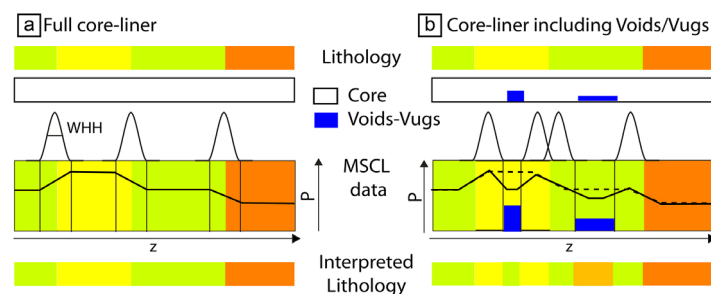 a Full core-liner
b Core-liner including Voids/Vugs
Lithology
Core
Voids-Vugs
WHH
MSCL
data
P
P
z
z
Interpreted
Lithology